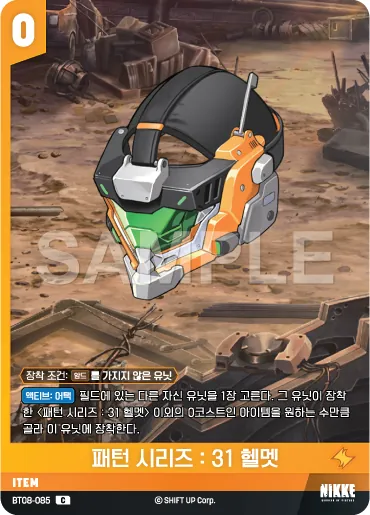 0
SAMPLE
장착 조건: 쉴드 를 가지지 않은 유닛
액티브: 어택 필드에 있는 다른 자신 유닛을 1장 고른다. 그 유닛이 장착
한 <패턴 시리즈 : 31 헬멧> 이외의 0코스트인 아이템을 원하는 수만큼
골라 이 유닛에 장착한다.
패턴 시리즈 : 31 헬멧
ITEM
BT08-085 C ©SHIFT UP Corp.
NIKKE